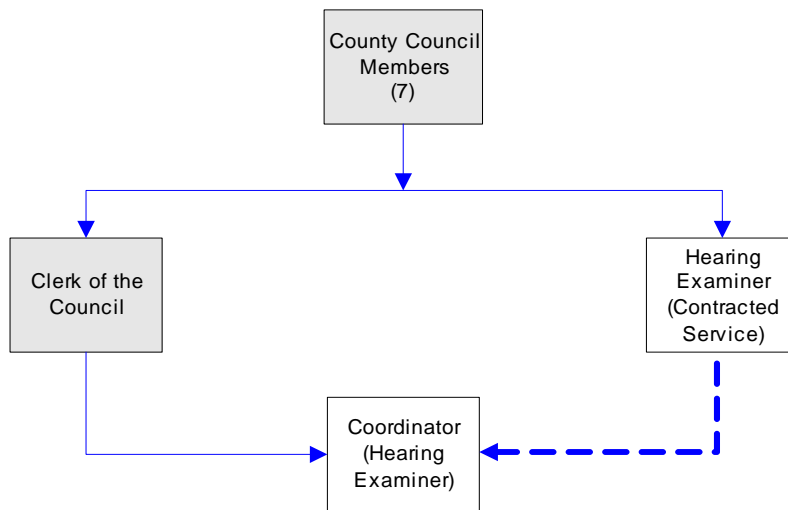 County Council
Members
(7)
Clerk of the
Council
Hearing
Examiner
(Contracted
Service)
Coordinator
(Hearing
Examiner)